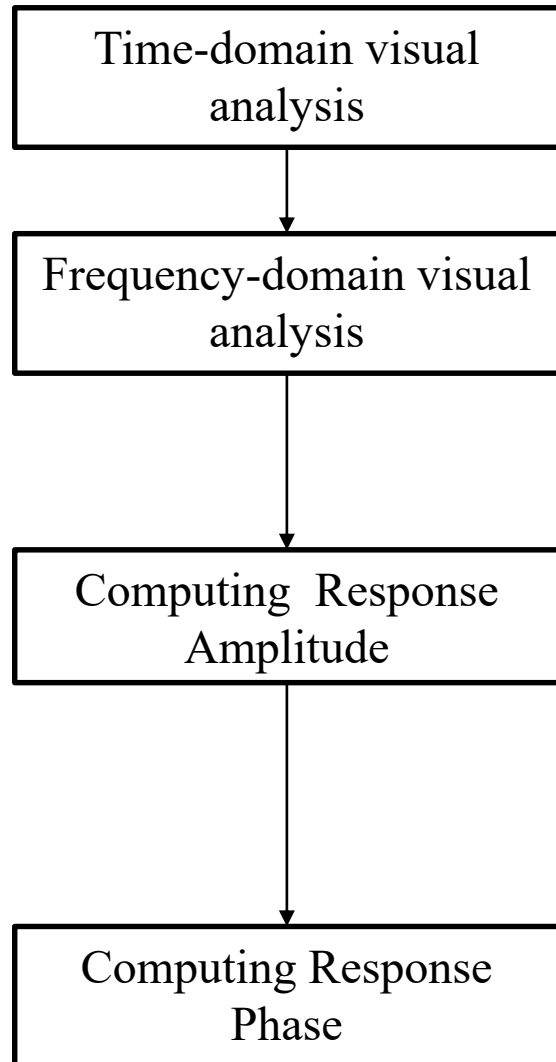 Time-domain visual
analysis
Frequency-domain visual
analysis
Computing  Response
Amplitude
Computing Response
Phase